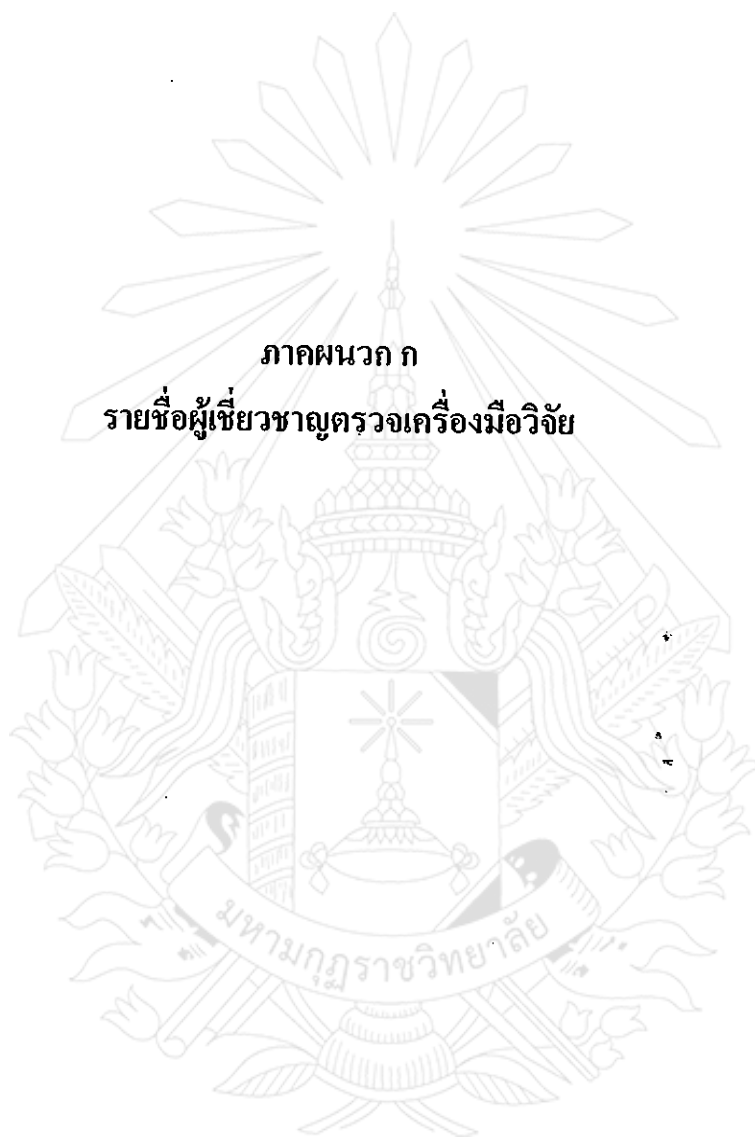 ภาคผนวก ก
รายชื่อผู้เชี่ยวชาญตรวจเครื่องมือวิจัย
มหามกุฏราชวิทยาลัย